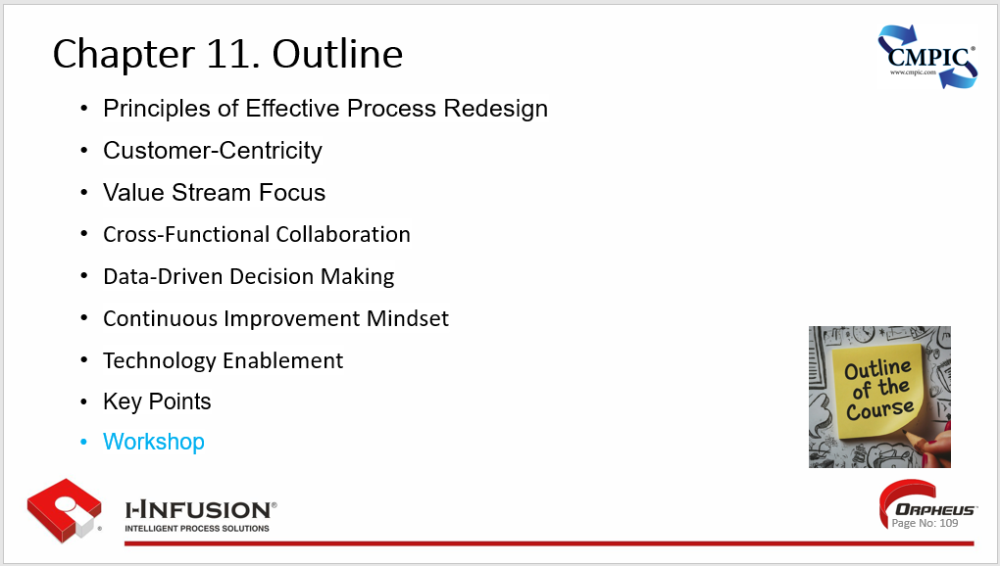 Chapter 11. Outline
CMPIC®
www.cmpic.com
• Principles of Effective Process Redesign
• Customer-Centricity
• Value Stream Focus
• Cross-Functional Collaboration
• Data-Driven Decision Making
• Continuous Improvement Mindset
• Technology Enablement
• Key Points
• Workshop
Outline
of the
Course
I-INFUSION®
INTELLIGENT PROCESS SOLUTIONS
®
ORPHEUS™
Page No: 109